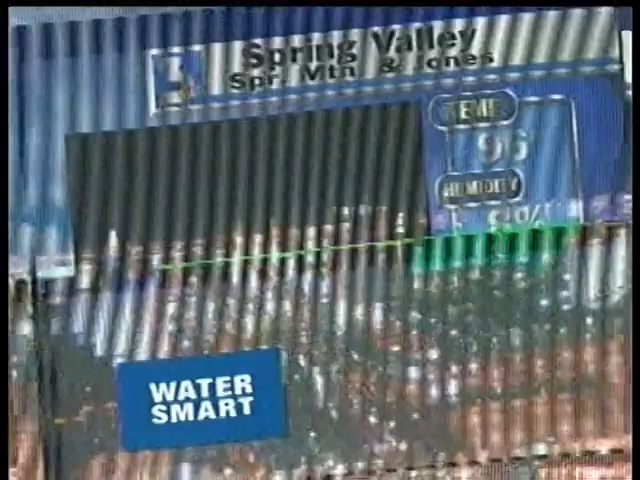 Spring Valley
Spr. Mtn & Jones
TEMP
96
HUMIDITY
WATER
SMART